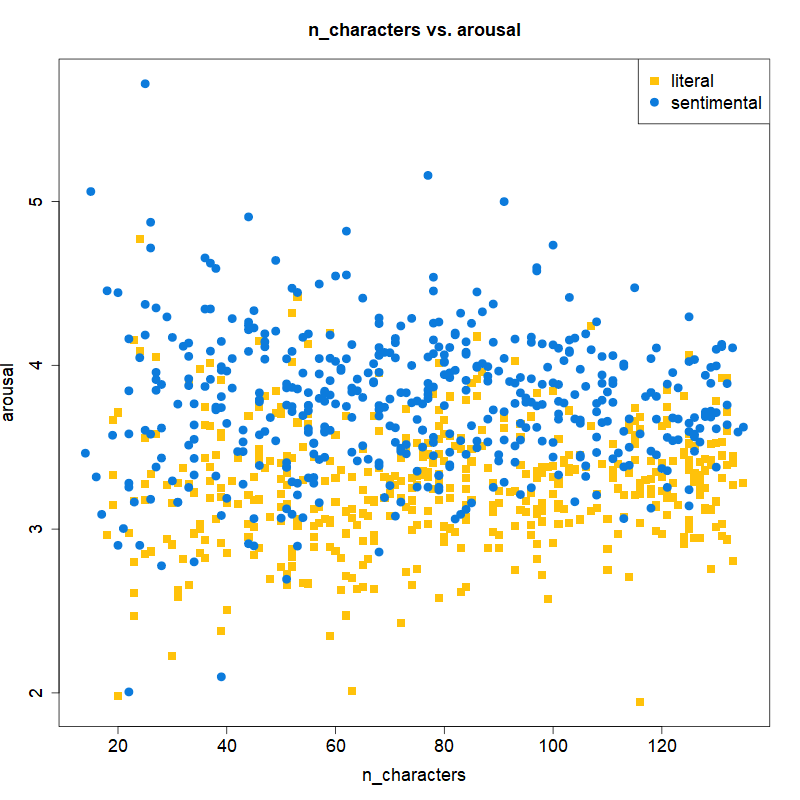 n_characters vs. arousal
literal
sentimental
arousal
5
4
3
2
20 40 60 80 100 120
n_characters